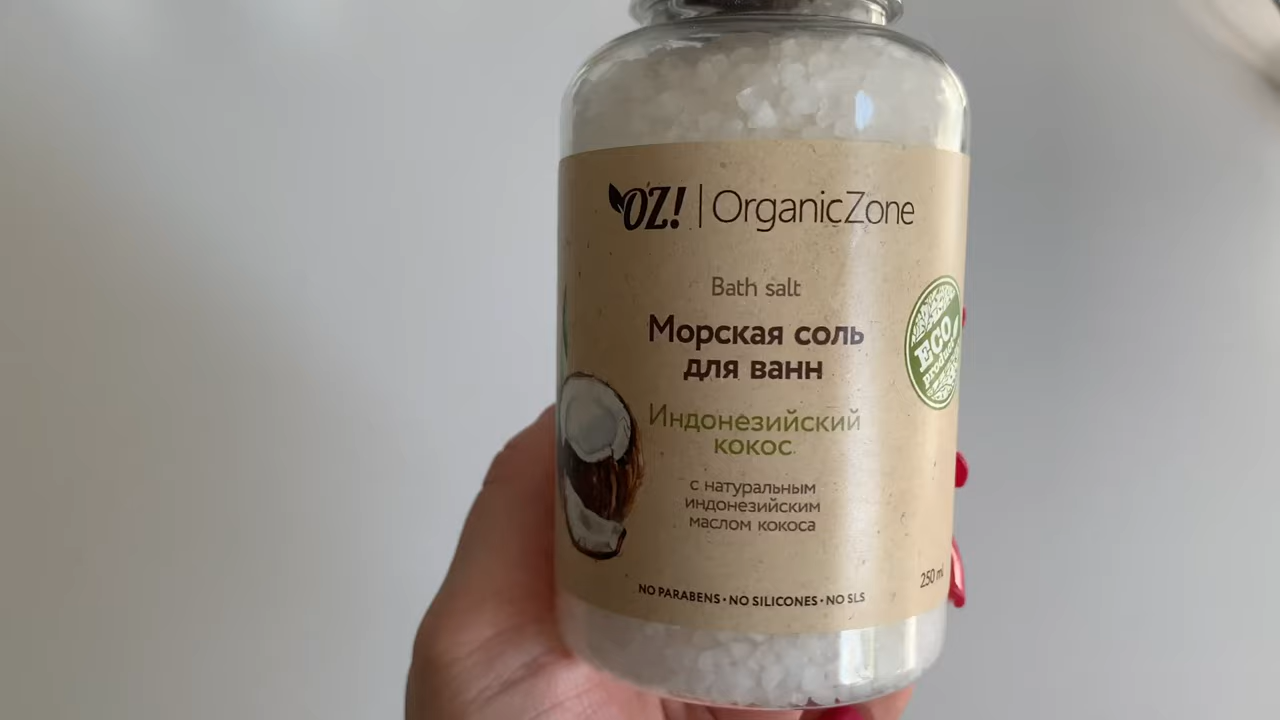 OZ! | OrganicZone
Bath salt
Морская соль
для ванн
Индонезийский
кокос
с натуральным
индонезийским
маслом кокоса
ECO
product
250 ml
NO PARABENS • NO SILICONES • NO SLS